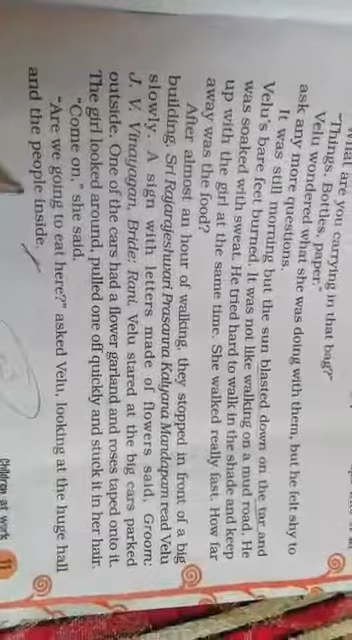 What are you carrying in that bag?"
"Things. Bottles, paper."
Velu wondered what she was doing with them, but he felt shy to
ask any more questions.
It was still morning but the sun blasted down on the tar and
Velu's bare feet burned. It was not like walking on a mud road. He
was soaked with sweat. He tried hard to walk in the shade and keep
up with the girl at the same time. She walked really fast. How far
away was the food?
After almost an hour of walking, they stopped in front of a big
building. Sri Rajarajeshwari Prasanna Kalyana Mandapam read Velu
slowly. A sign with letters made of flowers said, Groom:
J. V. Vinayagan, Bride: Rani. Velu stared at the big cars parked
outside. One of the cars had a flower garland and roses taped onto it.
The girl looked around, pulled one off quickly and stuck it in her hair.
"Come on," she said.
"Are we going to eat here?" asked Velu, looking at the huge hall
and the people inside.
Children at work 11